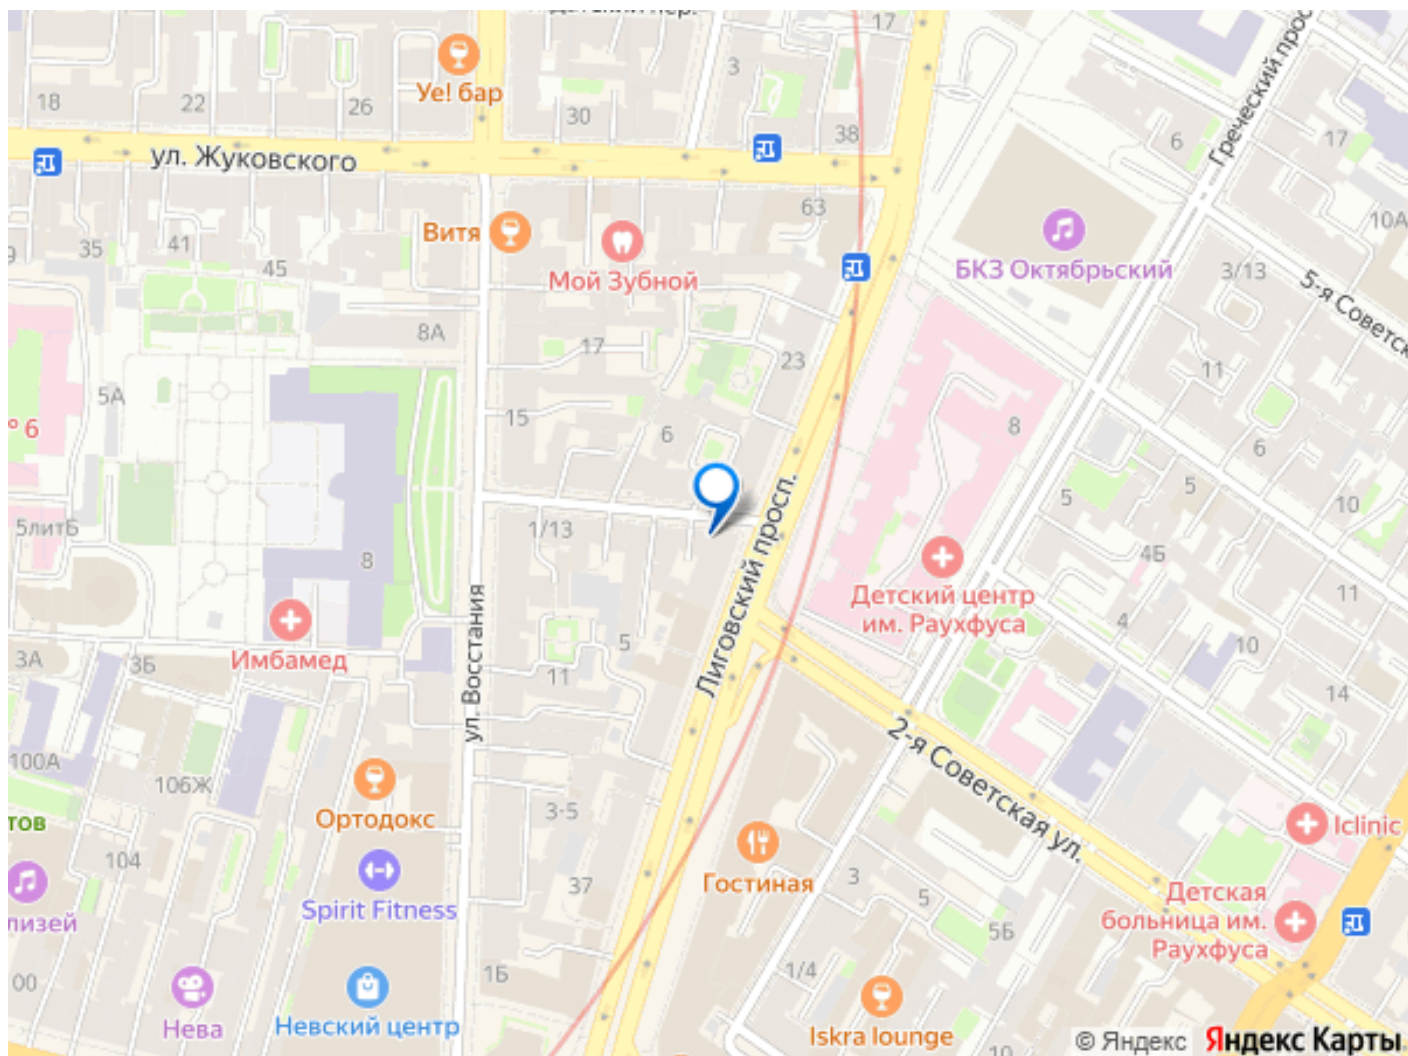 17
3
Уе! бар
18
22
26
30
38
6
17
Греческий прос
ул. Жуковского
10А
63
35
41
45
Витя
Мой Зубной
БКЗ Октябрьский
3/13
5-я Советск
8А
17
23
11
5А
15
6
8
° 6
6
5
5
10
Лиговский просп.
5литБ
1/13
8
4Б
Детский центр
им. Раухфуса
11
4
10
ул. Восстания
5
3А
3Б
Имбамед
11
14
2-я Советская ул.
100А
106Ж
Ортодокс
3-5
тов
104
Iclinic
Гостиная
3
5
37
Spirit Fitness
лизей
Детская
больница им.
Раухфуса
5Б
00
1Б
1/4
Нева
Невский центр
Iskra lounge
10
© Яндекс Яндекс Карты